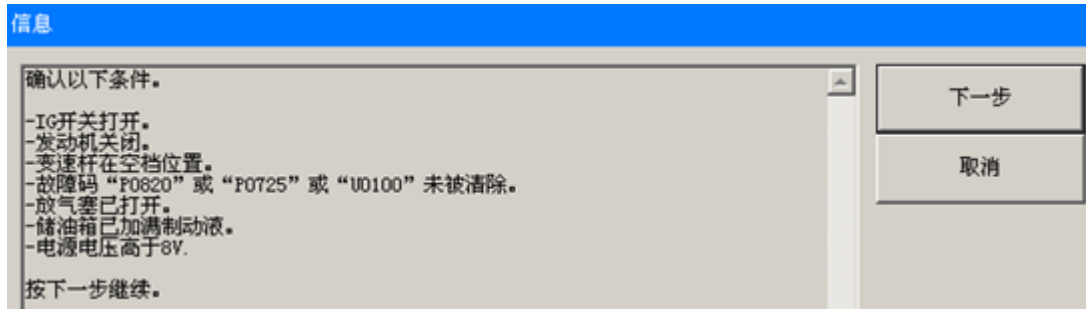 信息
确认以下条件。
-IG开关打开。
-发动机关闭。
-变速杆在空档位置。
-故障码“P0820”或“P0725”或“U0100”未被清除。
-放气塞已打开。
-储油箱已加满制动液。
-电源电压高于8V.
按下一步继续。
下一步
取消